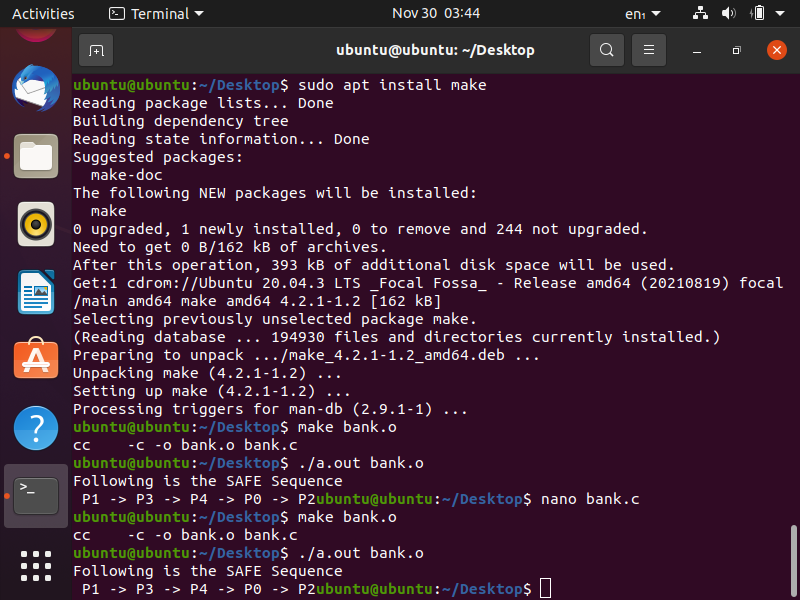 Activities Terminal Nov 30 03:44 en₁
ubuntu@ubuntu: ~/Desktop
ubuntu@ubuntu:~/Desktop$ sudo apt install make
Reading package lists... Done
Building dependency tree
Reading state information... Done
Suggested packages:
  make-doc
The following NEW packages will be installed:
  make
0 upgraded, 1 newly installed, 0 to remove and 244 not upgraded.
Need to get 0 B/162 kB of archives.
After this operation, 393 kB of additional disk space will be used.
Get:1 cdrom://Ubuntu 20.04.3 LTS _Focal Fossa_ - Release amd64 (20210819) focal
/main amd64 make amd64 4.2.1-1.2 [162 kB]
Selecting previously unselected package make.
(Reading database ... 194930 files and directories currently installed.)
Preparing to unpack .../make_4.2.1-1.2_amd64.deb ...
Unpacking make (4.2.1-1.2) ...
Setting up make (4.2.1-1.2) ...
Processing triggers for man-db (2.9.1-1) ...
ubuntu@ubuntu:~/Desktop$ make bank.o
cc    -c -o bank.o bank.c
ubuntu@ubuntu:~/Desktop$ ./a.out bank.o
Following is the SAFE Sequence
 P1 -> P3 -> P4 -> P0 -> P2ubuntu@ubuntu:~/Desktop$ nano bank.c
ubuntu@ubuntu:~/Desktop$ make bank.o
cc    -c -o bank.o bank.c
ubuntu@ubuntu:~/Desktop$ ./a.out bank.o
Following is the SAFE Sequence
 P1 -> P3 -> P4 -> P0 -> P2ubuntu@ubuntu:~/Desktop$